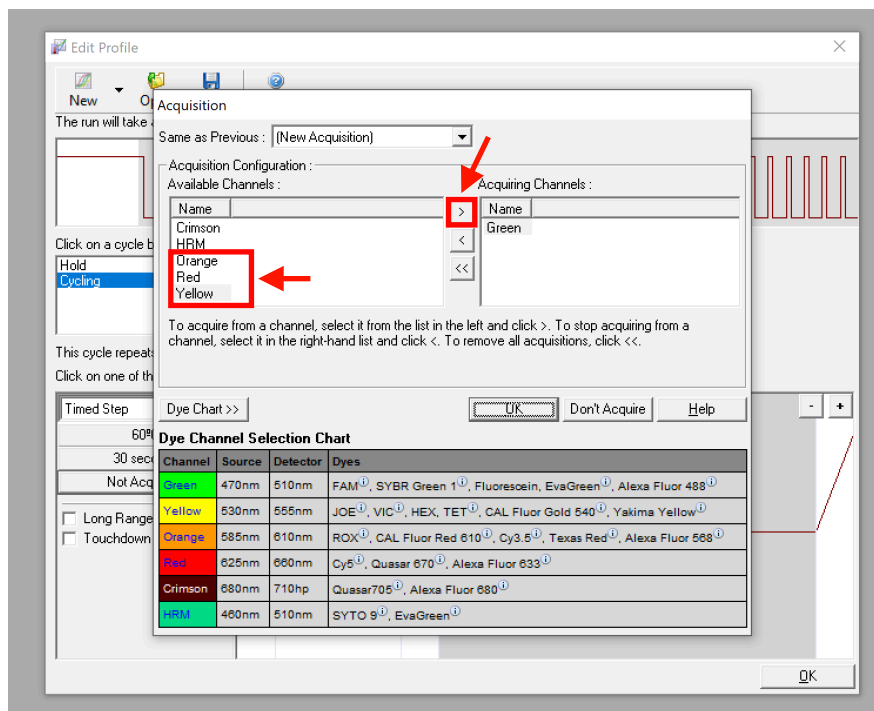 Edit Profile
New
Acquisition
The run will take
Same as Previous : (New Acquisition)
Acquisition Configuration :
Available Channels :
Acquiring Channels :
Name
Crimson
HRM
Orange
Red
Yellow
>
<
<<
Name
Green
Click on a cycle b
Hold
Cycling
To acquire from a channel, select it from the list in the left and click >. To stop acquiring from a
channel, select it in the right-hand list and click <. To remove all acquisitions, click <<.
This cycle repeats
Click on one of th
Timed Step
60º
30 sec
Not Acq
Long Range
Touchdown
Dye Chart >>
OK
Don't Acquire
Help
- +
Dye Channel Selection Chart
Channel Source Detector Dyes
Green 470nm 510nm FAM, SYBR Green 1, Fluorescein, EvaGreen, Alexa Fluor 488
Yellow 530nm 555nm JOE, VIC, HEX, TET, CAL Fluor Gold 540, Yakima Yellow
Orange 585nm 610nm ROX, CAL Fluor Red 610, Cy3.5, Texas Red, Alexa Fluor 568
Red 625nm 660nm Cy5, Quasar 670, Alexa Fluor 633
Crimson 680nm 710hp Quasar705, Alexa Fluor 680
HRM 460nm 510nm SYTO 9, EvaGreen
OK